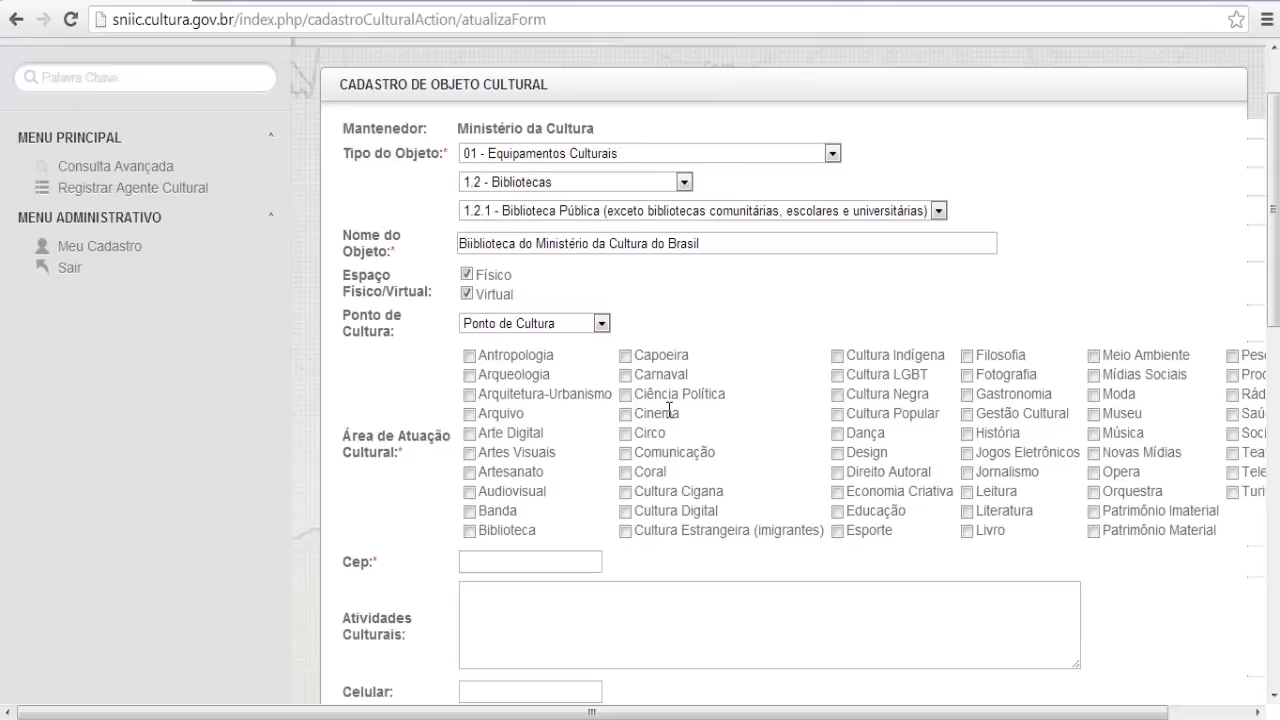 sniic.cultura.gov.br/index.php/cadastroCulturalAction/atualizaForm
Palavra Chave
MENU PRINCIPAL
Consulta Avançada
Registrar Agente Cultural
MENU ADMINISTRATIVO
Meu Cadastro
Sair
CADASTRO DE OBJETO CULTURAL
Mantenedor: Ministério da Cultura
Tipo do Objeto:* 01 - Equipamentos Culturais
1.2 - Bibliotecas
1.2.1 - Biblioteca Pública (exceto bibliotecas comunitárias, escolares e universitárias)
Nome do
Objeto:* Biiblioteca do Ministério da Cultura do Brasil
Espaço
Físico/Virtual:
Físico
Virtual
Ponto de
Cultura: Ponto de Cultura
Área de Atuação
Cultural:*
Antropologia Capoeira Cultura Indígena Filosofia Meio Ambiente
Arqueologia Carnaval Cultura LGBT Fotografia Mídias Sociais
Arquitetura-Urbanismo Ciência Política Cultura Negra Gastronomia Moda
Arquivo Cinema Cultura Popular Gestão Cultural Museu
Arte Digital Circo Dança História Música
Artes Visuais Comunicação Design Jogos Eletrônicos Novas Mídias
Artesanato Coral Direito Autoral Jornalismo Opera
Audiovisual Cultura Cigana Economia Criativa Leitura Orquestra
Banda Cultura Digital Educação Literatura Patrimônio Imaterial
Biblioteca Cultura Estrangeira (imigrantes) Esporte Livro Patrimônio Material
Cep:*
Atividades
Culturais:
Celular: